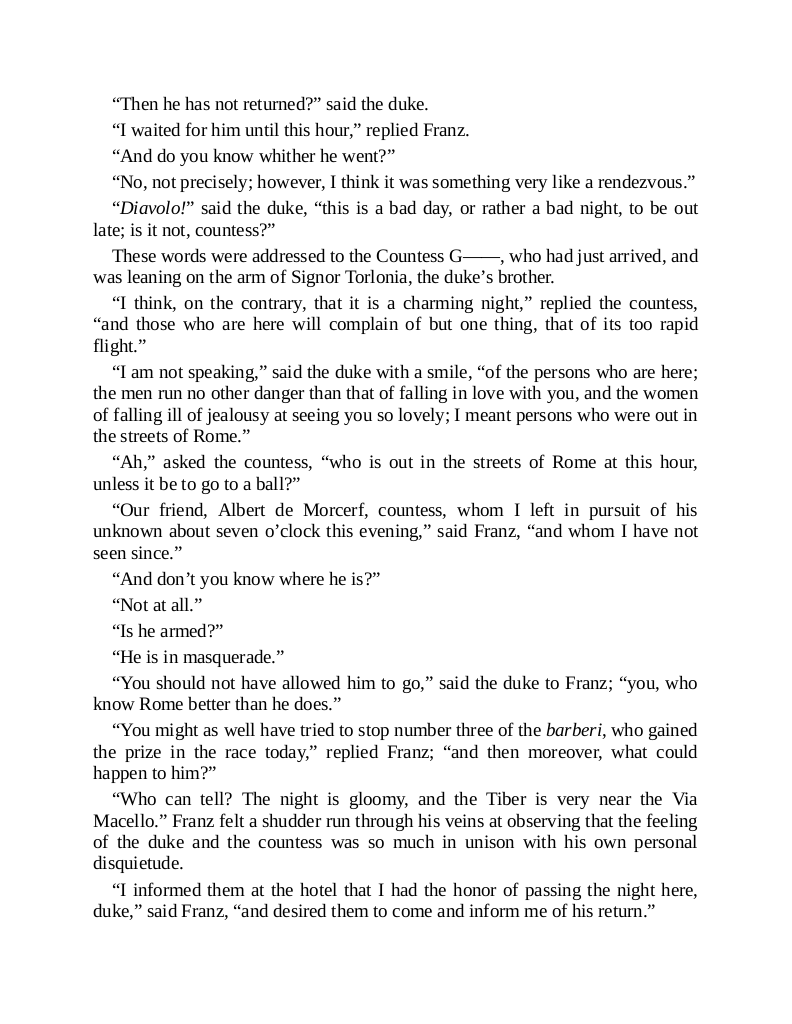 “Then he has not returned?” said the duke.
“I waited for him until this hour,” replied Franz.
“And do you know whither he went?”
“No, not precisely; however, I think it was something very like a rendezvous.”
“Diavolo!” said the duke, “this is a bad day, or rather a bad night, to be out
late; is it not, countess?”
These words were addressed to the Countess G——, who had just arrived, and
was leaning on the arm of Signor Torlonia, the duke’s brother.
“I think, on the contrary, that it is a charming night,” replied the countess,
“and those who are here will complain of but one thing, that of its too rapid
flight.”
“I am not speaking,” said the duke with a smile, “of the persons who are here;
the men run no other danger than that of falling in love with you, and the women
of falling ill of jealousy at seeing you so lovely; I meant persons who were out in
the streets of Rome.”
“Ah,” asked the countess, “who is out in the streets of Rome at this hour,
unless it be to go to a ball?”
“Our friend, Albert de Morcerf, countess, whom I left in pursuit of his
unknown about seven o’clock this evening,” said Franz, “and whom I have not
seen since.”
“And don’t you know where he is?”
“Not at all.”
“Is he armed?”
“He is in masquerade.”
“You should not have allowed him to go,” said the duke to Franz; “you, who
know Rome better than he does.”
“You might as well have tried to stop number three of the barberi, who gained
the prize in the race today,” replied Franz; “and then moreover, what could
happen to him?”
“Who can tell? The night is gloomy, and the Tiber is very near the Via
Macello.” Franz felt a shudder run through his veins at observing that the feeling
of the duke and the countess was so much in unison with his own personal
disquietude.
“I informed them at the hotel that I had the honor of passing the night here,
duke,” said Franz, “and desired them to come and inform me of his return.”